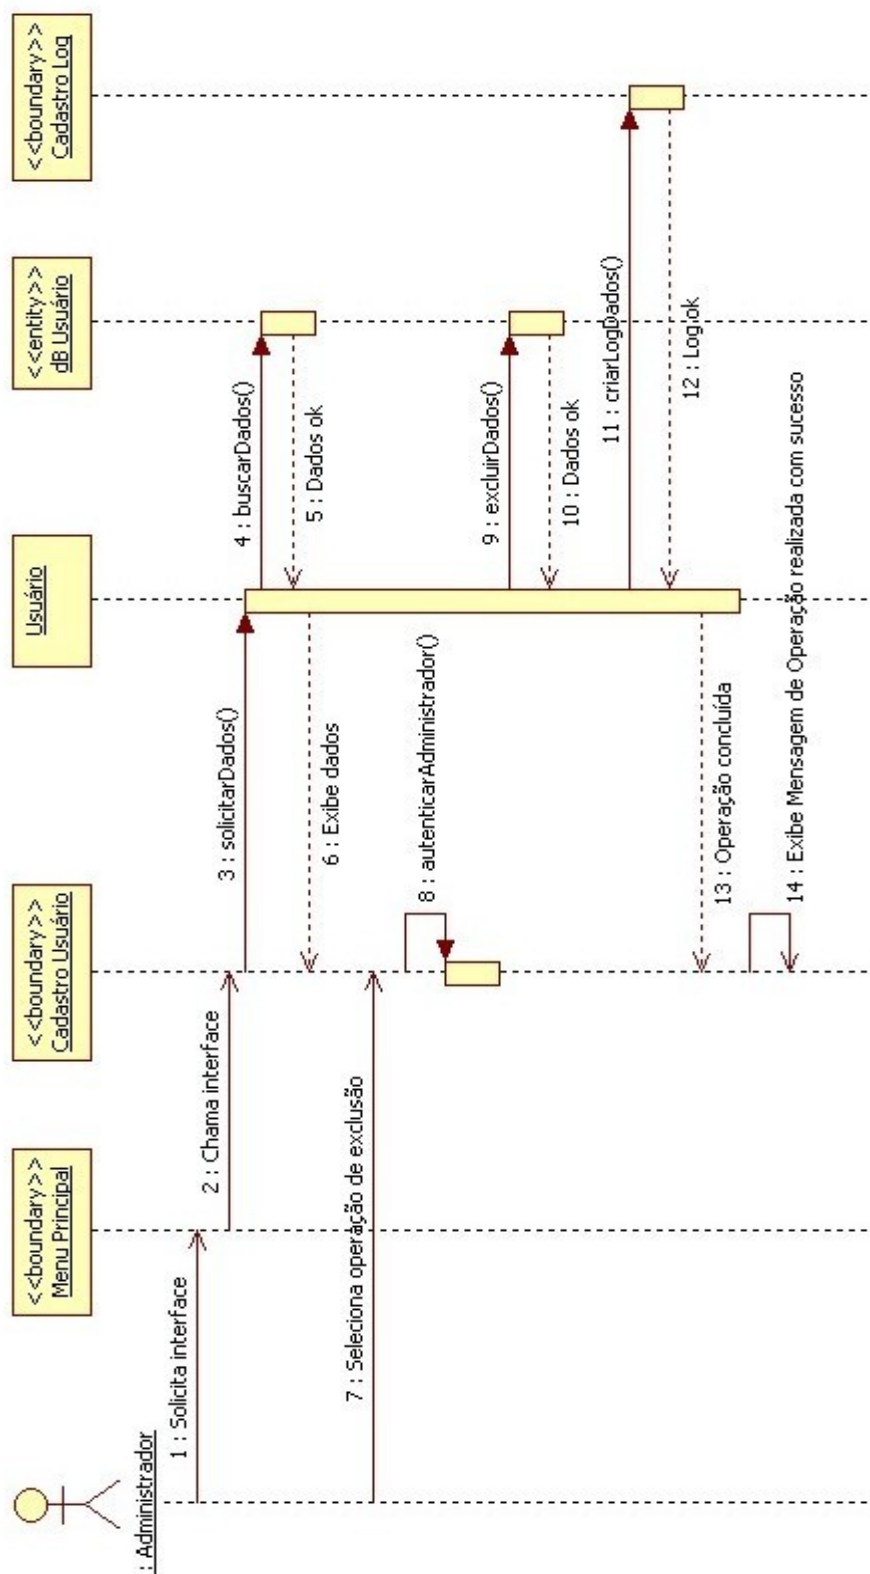 : Administrador
<<boundary>>
Menu Principal
<<boundary>>
Cadastro Usuário
Usuário
<<entity>>
dB Usuário
<<boundary>>
Cadastro Log
1 : Solicita interface
2 : Chama interface
3 : solicitarDados()
4 : buscarDados()
5 : Dados ok
6 : Exibe dados
7 : Seleciona operação de exclusão
8 : autenticarAdministrador()
9 : excluirDados()
10 : Dados ok
11 : criarLogDados()
12 : Log ok
13 : Operação concluída
14 : Exibe Mensagem de Operação realizada com sucesso